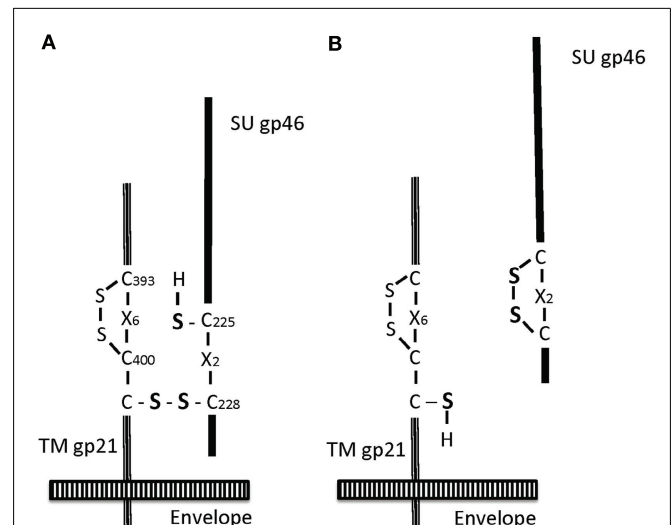 A
SU gp46
H
C393
S
X6
S
S - C225
C400
X2
C - S - S - C228
TM gp21
Envelope
B
SU gp46
C
S
C
S
X6
S
X2
S
C
C
C – S
H
TM gp21
Envelope